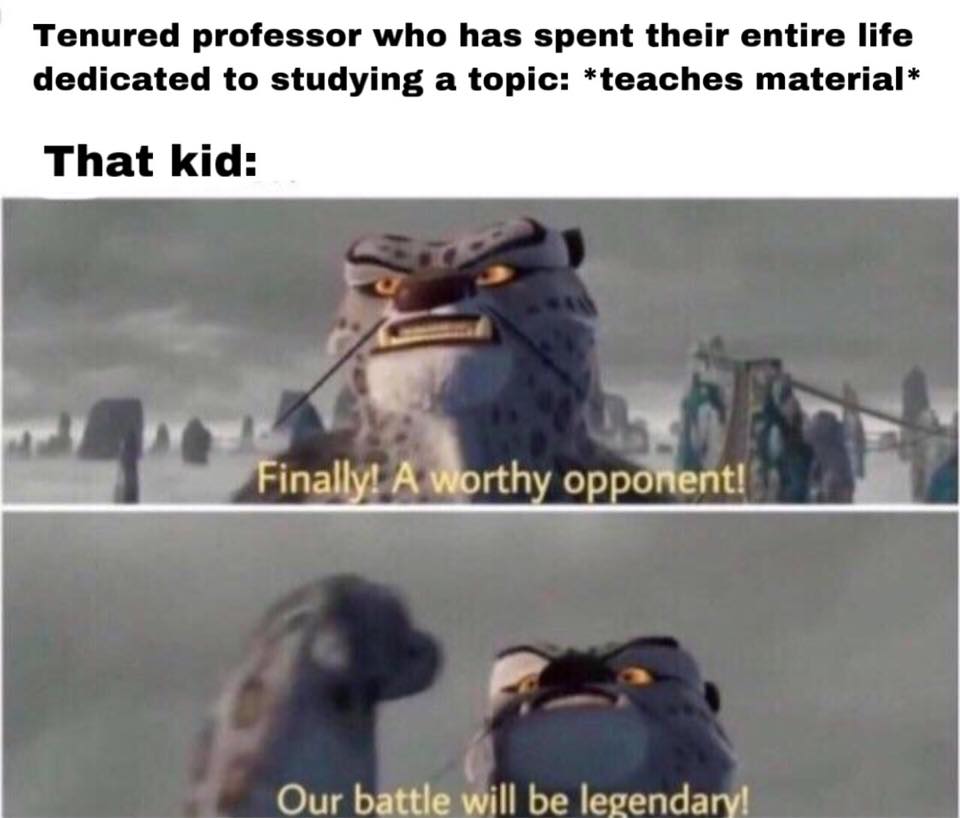 Tenured professor who has spent their entire life
dedicated to studying a topic: *teaches material*
That kid:
Finally! A worthy opponent!
Our battle will be legendary!